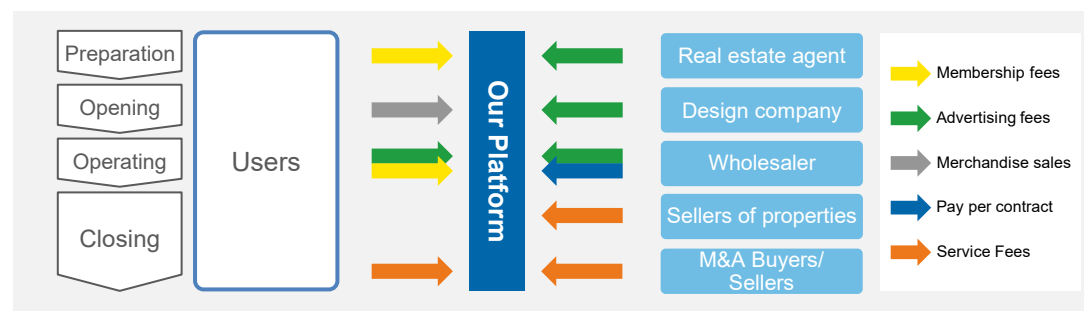 Preparation
Opening
Operating
Closing
Users
Our Platform
Real estate agent
Design company
Wholesaler
Sellers of properties
M&A Buyers/
Sellers
Membership fees
Advertising fees
Merchandise sales
Pay per contract
Service Fees